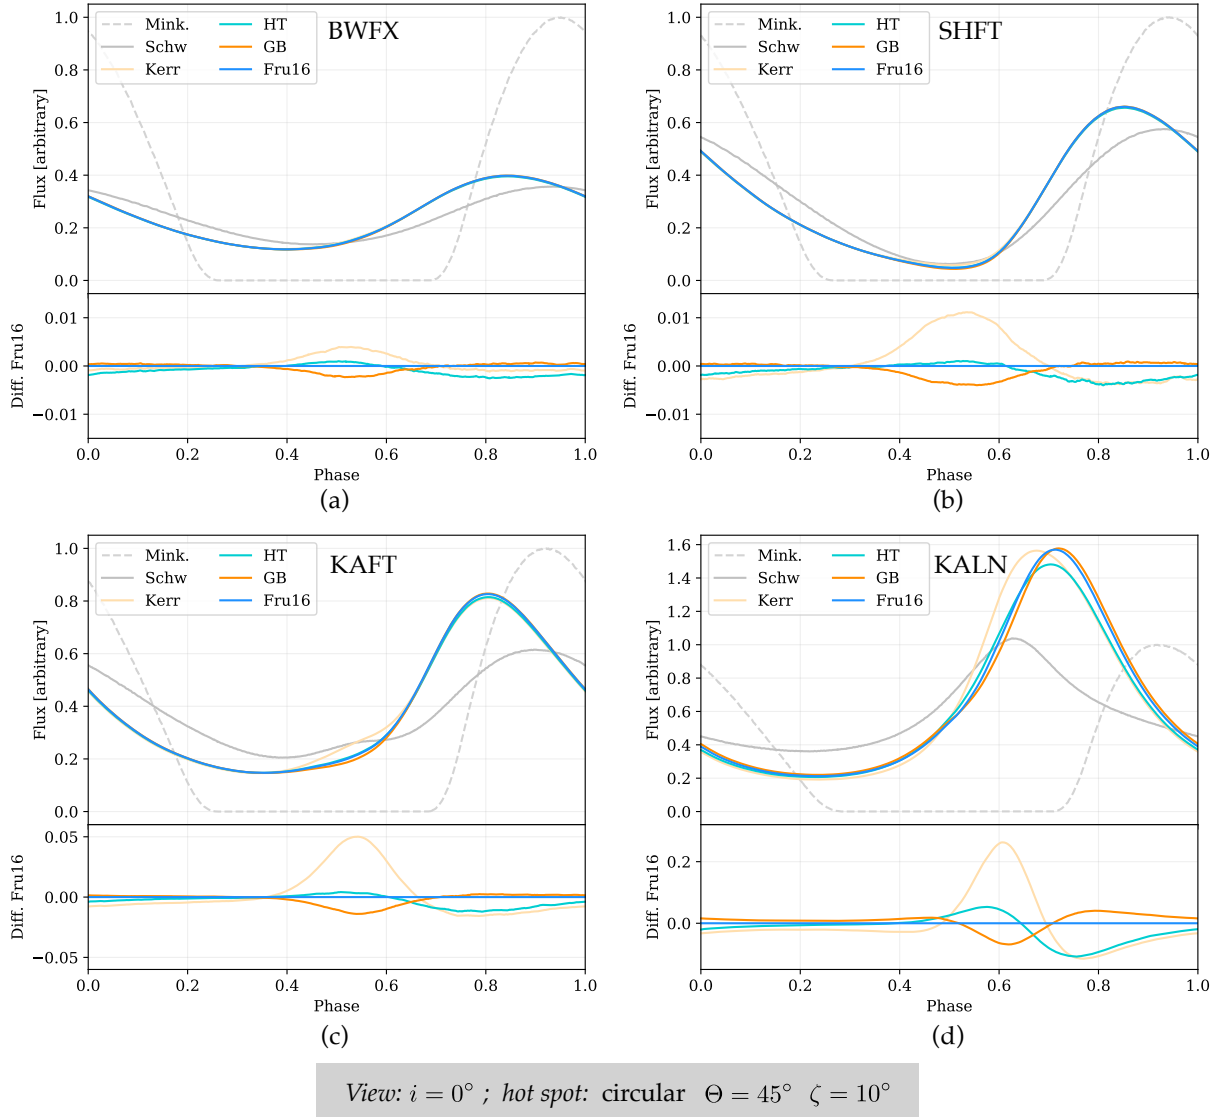 BWFX
Mink.
Schw
Kerr
HT
GB
Fru16
Flux [arbitrary]
1.0
0.8
0.6
0.4
0.2
0.0
Diff. Fru16
0.01
0.00
−0.01
0.0 0.2 0.4 0.6 0.8 1.0
Phase
(a)
SHFT
Mink.
Schw
Kerr
HT
GB
Fru16
Flux [arbitrary]
1.0
0.8
0.6
0.4
0.2
0.0
Diff. Fru16
0.01
0.00
−0.01
0.0 0.2 0.4 0.6 0.8 1.0
Phase
(b)
KAFT
Mink.
Schw
Kerr
HT
GB
Fru16
Flux [arbitrary]
1.0
0.8
0.6
0.4
0.2
0.0
Diff. Fru16
0.05
0.00
−0.05
0.0 0.2 0.4 0.6 0.8 1.0
Phase
(c)
KALN
Mink.
Schw
Kerr
HT
GB
Fru16
Flux [arbitrary]
1.6
1.4
1.2
1.0
0.8
0.6
0.4
0.2
0.0
Diff. Fru16
0.2
0.0
0.0 0.2 0.4 0.6 0.8 1.0
Phase
(d)
View: i = 0° ; hot spot: circular Θ = 45° ζ = 10°